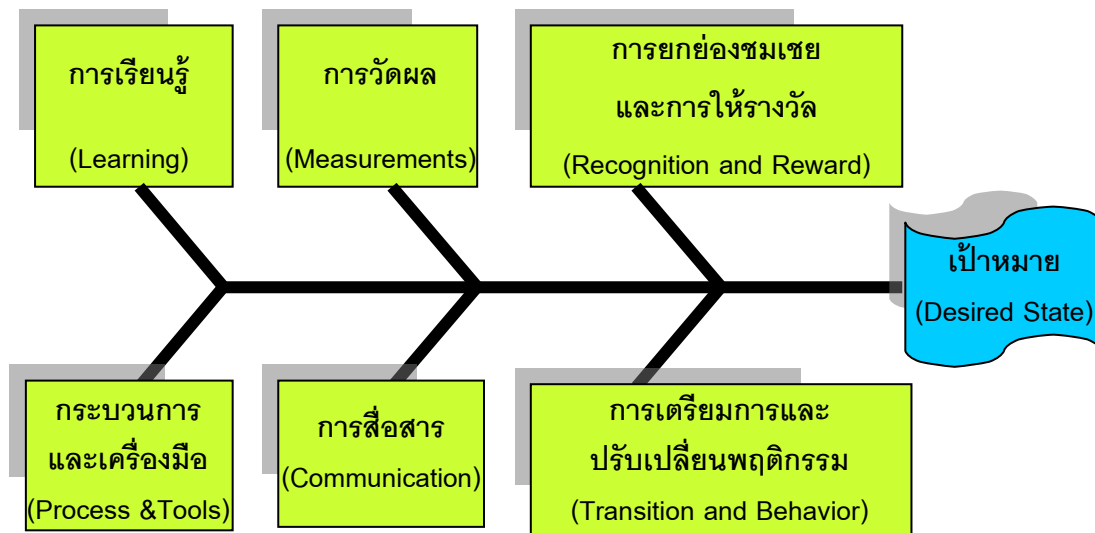 การเรียนรู้
(Learning)
การวัดผล
(Measurements)
การยกย่องชมเชย
และการให้รางวัล
(Recognition and Reward)
เป้าหมาย
(Desired State)
กระบวนการ
และเครื่องมือ
(Process &Tools)
การสื่อสาร
(Communication)
การเตรียมการและ
ปรับเปลี่ยนพฤติกรรม
(Transition and Behavior)